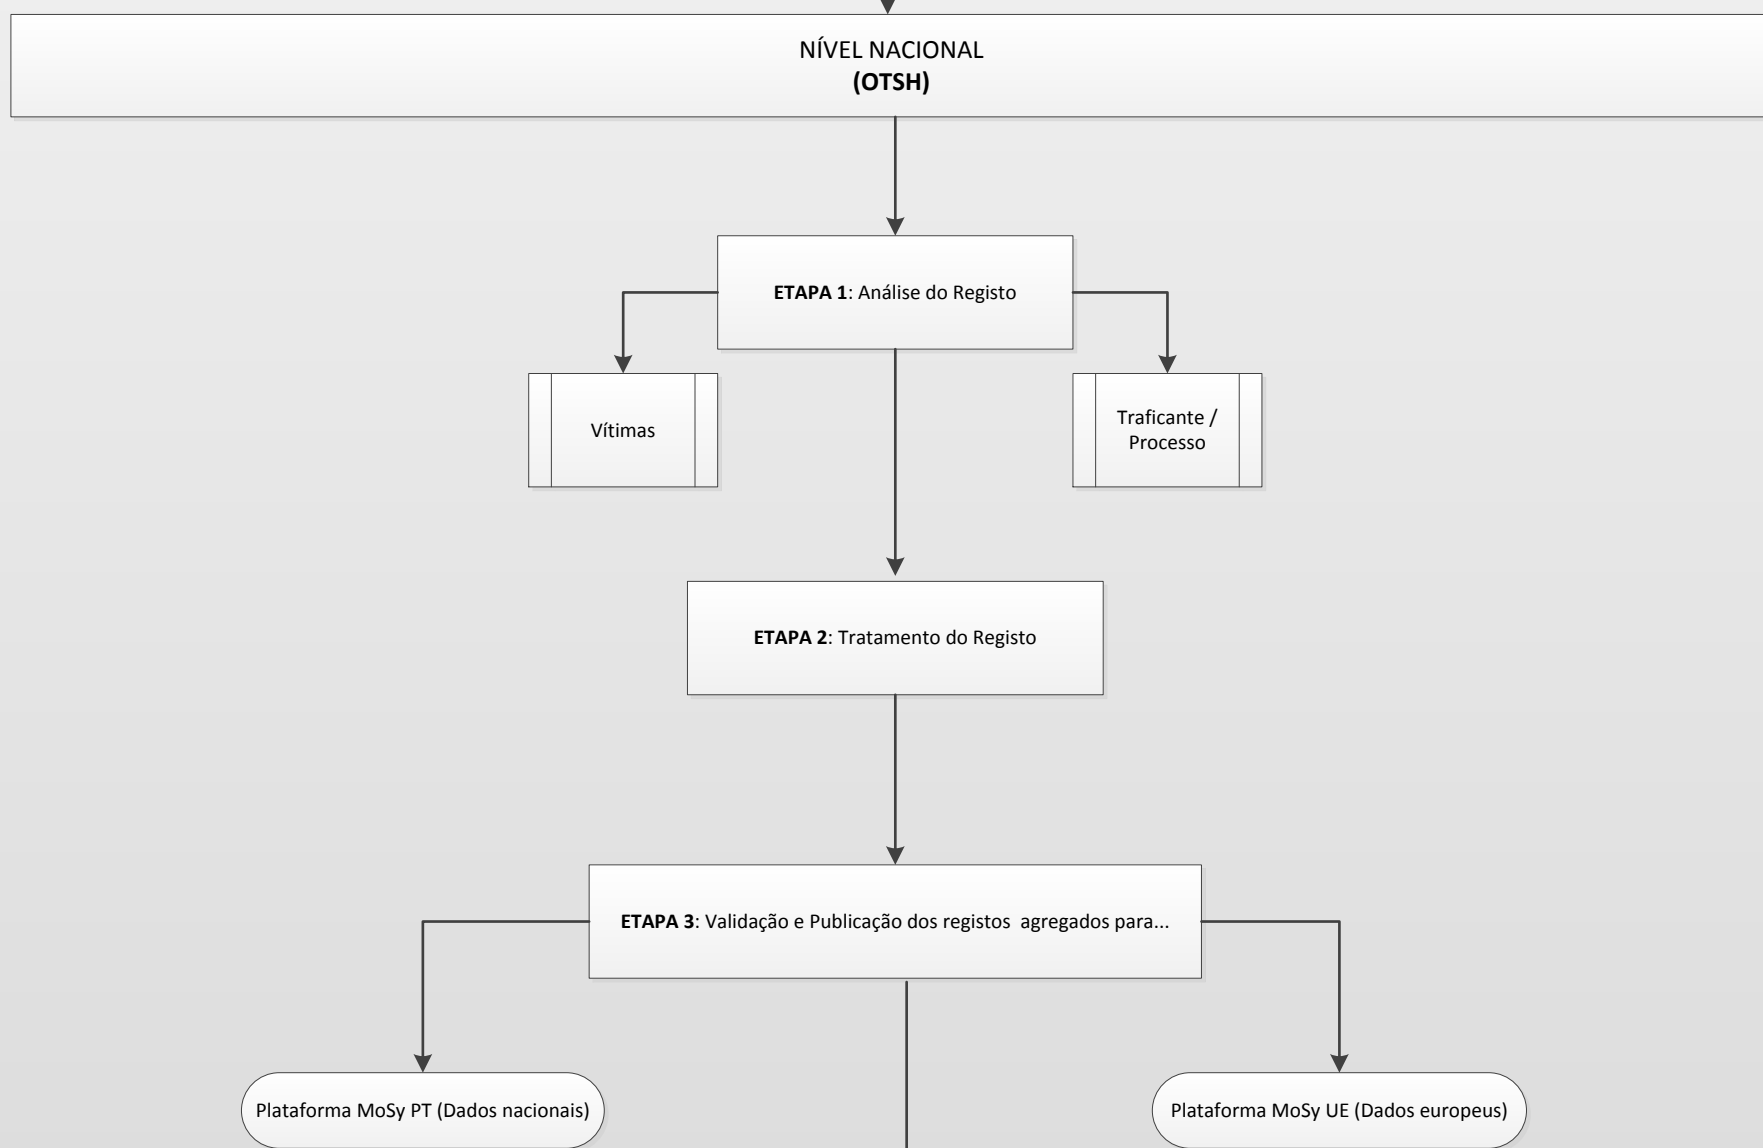 NÍVEL NACIONAL
(OTSH)
ETAPA 1: Análise do Registo
Vítimas
Traficante /
Processo
ETAPA 2: Tratamento do Registo
ETAPA 3: Validação e Publicação dos registos  agregados para...
Plataforma MoSy PT (Dados nacionais)
Plataforma MoSy UE (Dados europeus)